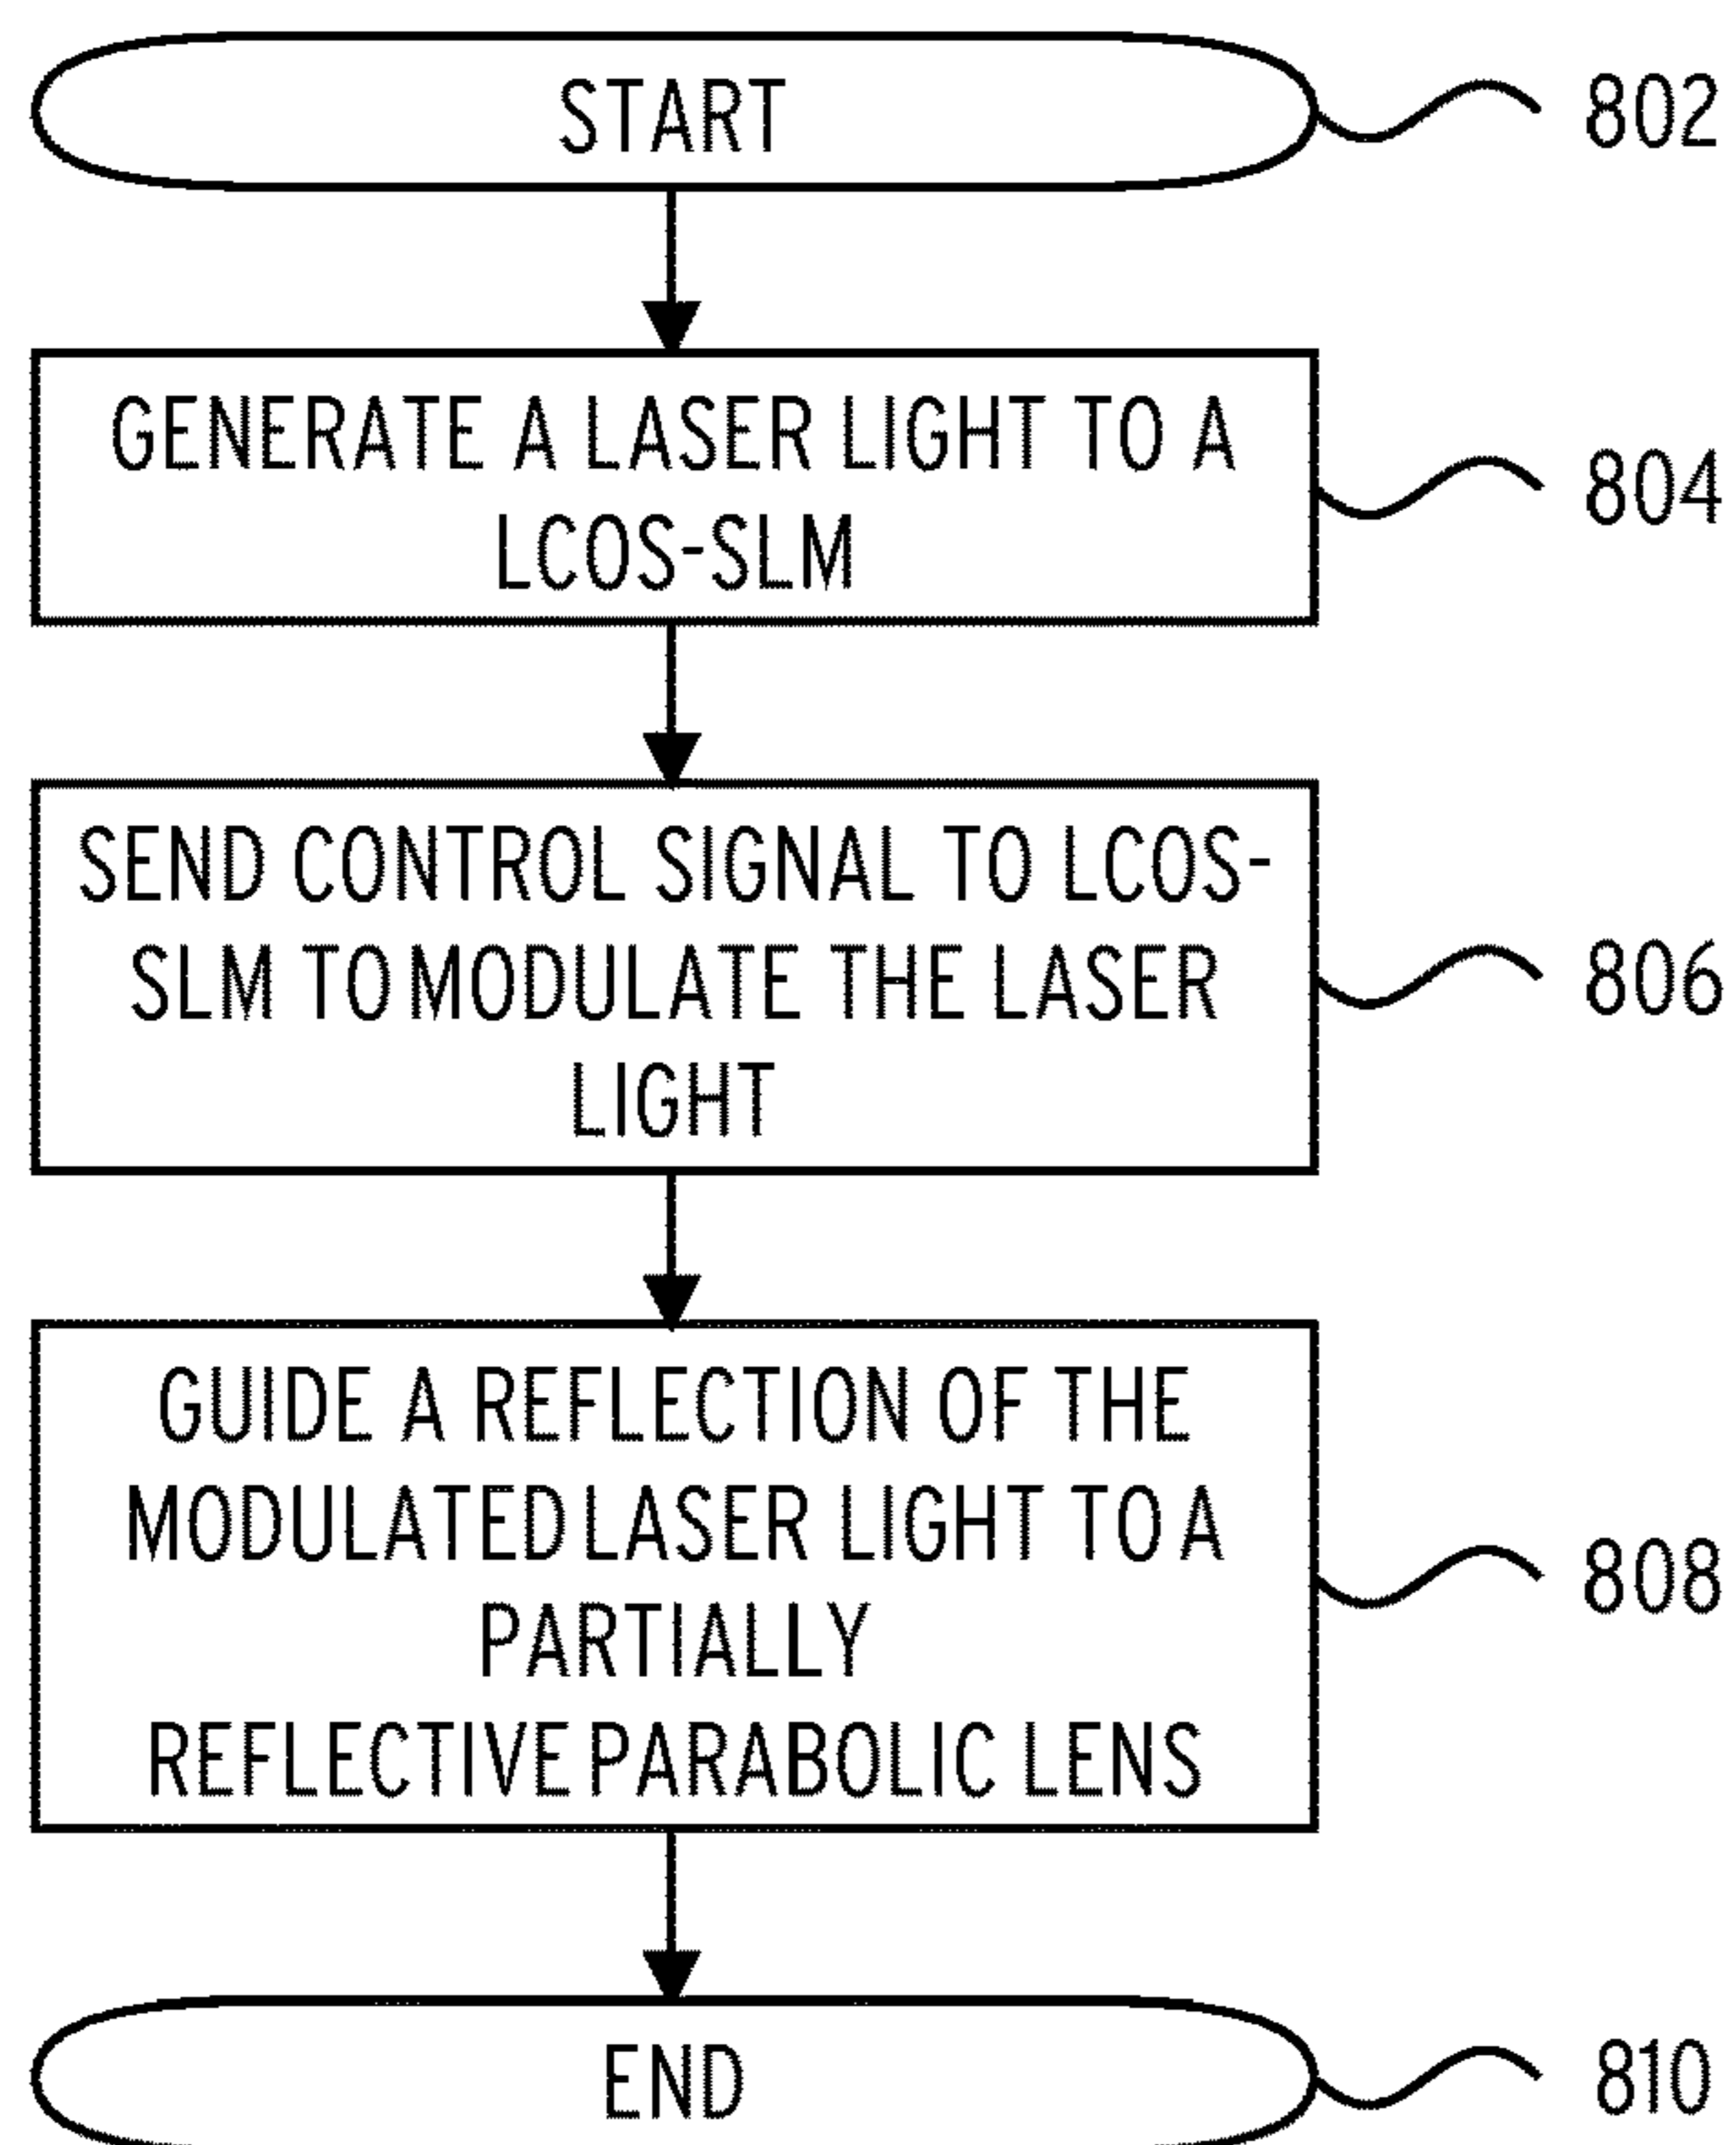 START
802
GENERATE A LASER LIGHT TO A
LCOS-SLM
804
SEND CONTROL SIGNAL TO LCOS-
SLM TO MODULATE THE LASER
LIGHT
806
GUIDE A REFLECTION OF THE
MODULATED LASER LIGHT TO A
PARTIALLY
REFLECTIVE PARABOLIC LENS
808
END
810